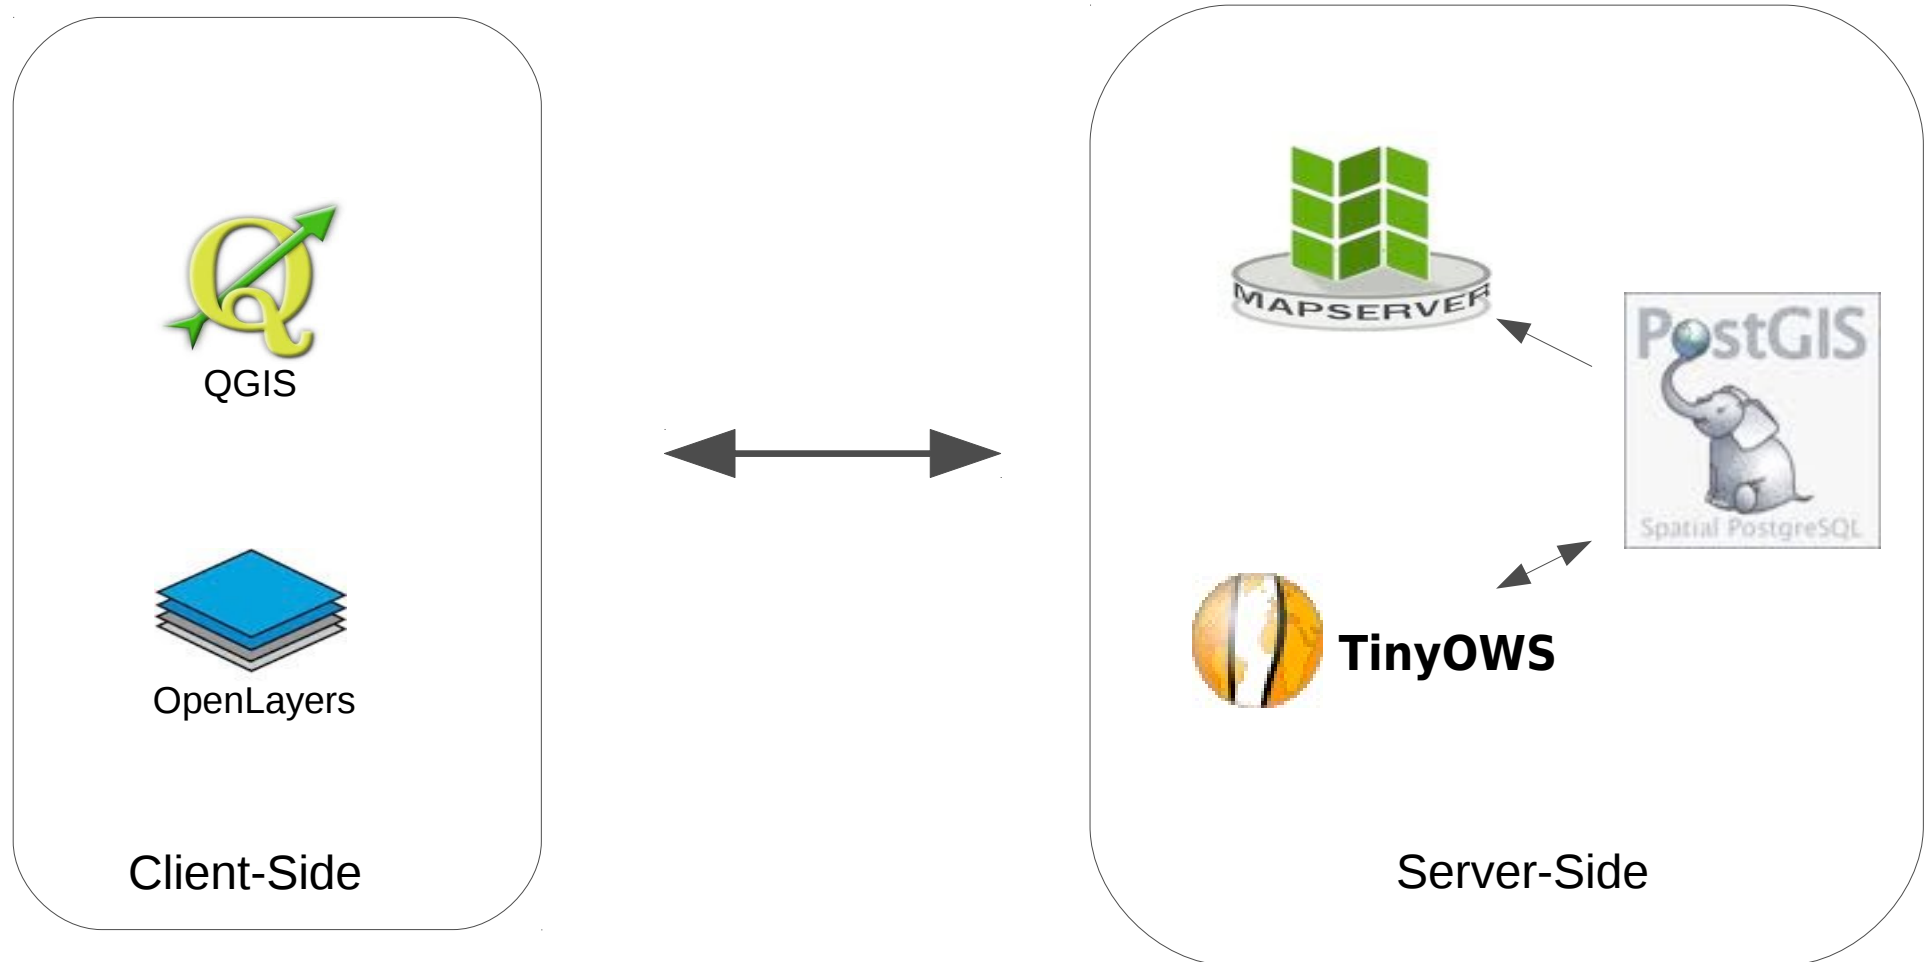 QGIS
OpenLayers
Client-Side
MAPSERVER
PostGIS
Spatial PostgreSQL
TinyOWS
Server-Side